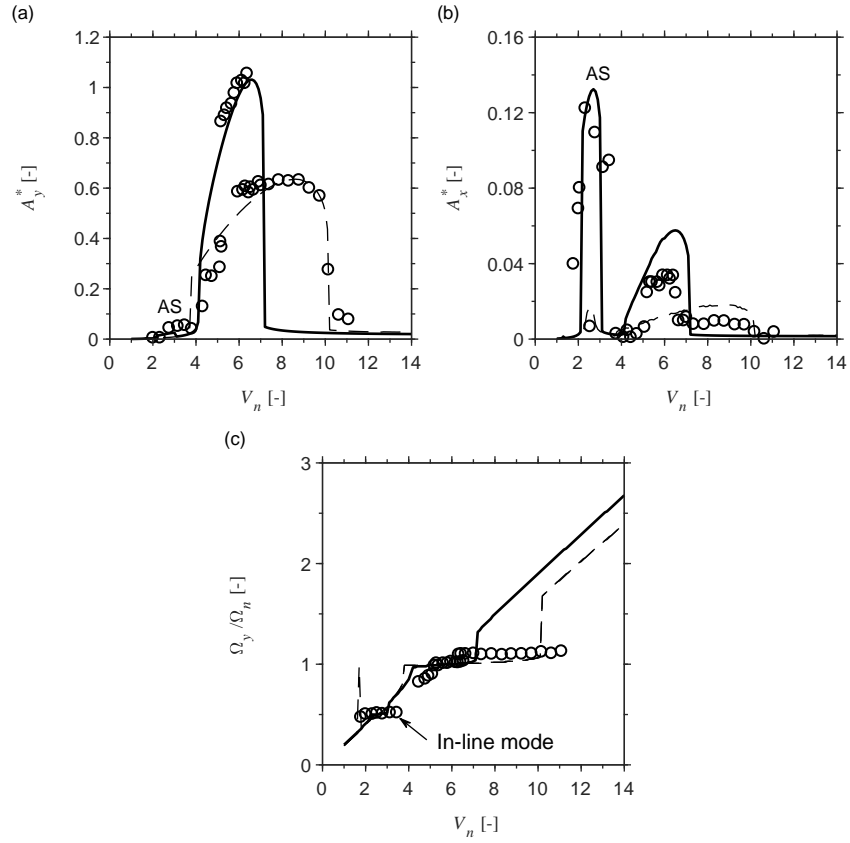 (a)
1.2
1
0.8
0.6
0.4
0.2
0
0 2 4 6 8 10 12 14
A*y [-]
Vn [-]
AS
(b)
0.16
0.12
0.08
0.04
0
0 2 4 6 8 10 12 14
A*x [-]
Vn [-]
AS
(c)
3
2
1
0
0 2 4 6 8 10 12 14
Ωy/Ωn [-]
Vn [-]
In-line mode